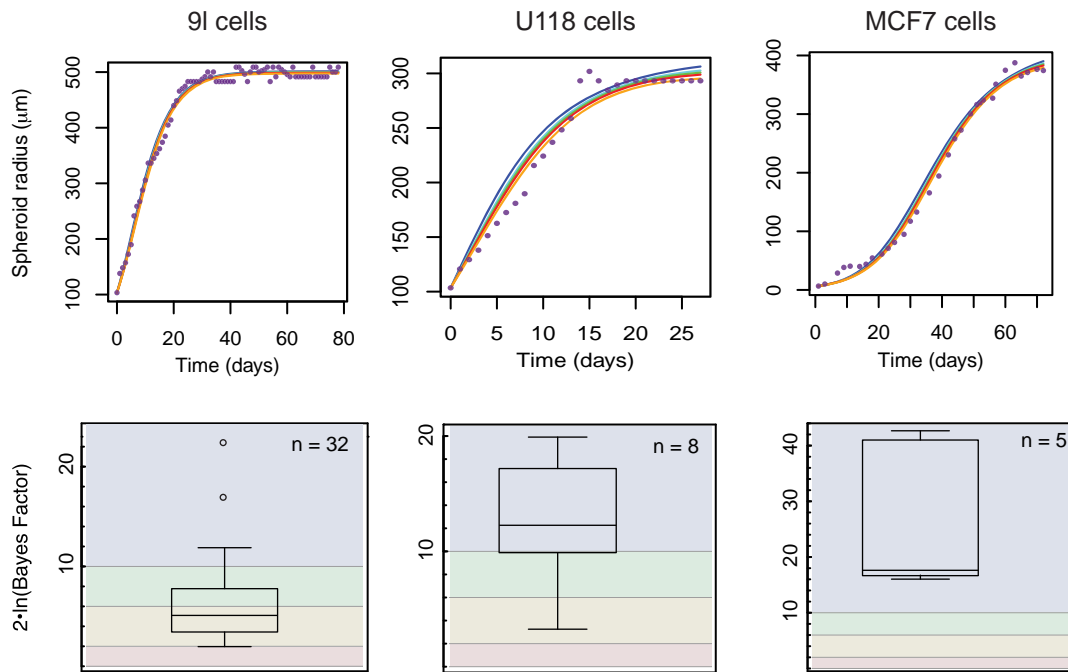 9l cells
U118 cells
MCF7 cells
Spheroid radius (μm)
500
400
300
200
100
0 20 40 60 80
Time (days)
300
250
200
150
100
0 5 10 15 20 25
Time (days)
400
300
200
100
0
0 20 40 60
Time (days)
2•ln(Bayes Factor)
20
10
n = 32
20
10
n = 8
40
30
20
10
n = 5